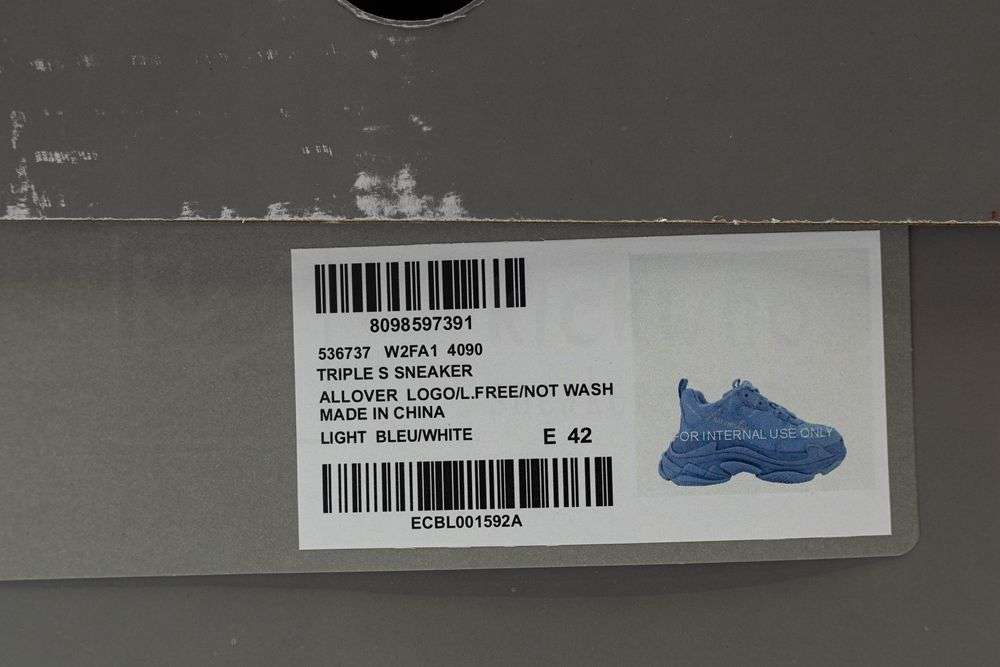 8098597391
536737 W2FA1 4090
TRIPLE S SNEAKER
ALLOVER LOGO/L.FREE/NOT WASH
MADE IN CHINA
LIGHT BLEU/WHITE E 42
FOR INTERNAL USE ONLY
ECBL001592A